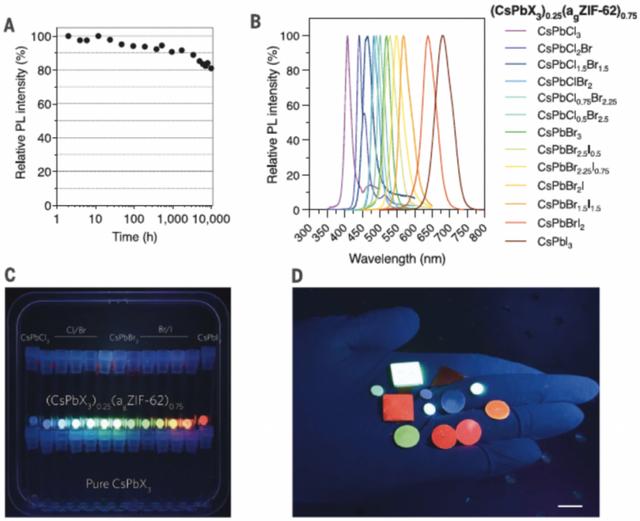 A
Relative PL intensity (%)
100
80
60
40
20
0
1
10
100
1,000
10,000
Time (h)
B
Relative PL intensity (%)
100
80
60
40
20
0
300
350
400
450
500
550
600
650
700
750
800
Wavelength (nm)
(CsPbX₃)₀.₂₅(a_gZIF-62)₀.₇₅
CsPbCl₃
CsPbCl₂Br
CsPbCl₁.₅Br₁.₅
CsPbClBr₂
CsPbCl₀.₇₅Br₂.₂₅
CsPbCl₀.₅Br₂.₅
CsPbBr₃
CsPbBr₂.₅I₀.₅
CsPbBr₂.₂₅I₀.₇₅
CsPbBr₂I
CsPbBr₁.₅I₁.₅
CsPbBrI₂
CsPbI₃
C
Cl/Br
Br/I
CsPbCl₃
CsPbBr₃
CsPbI₃
(CsPbX₃)₀.₂₅(a_gZIF-62)₀.₇₅
Pure CsPbX₃
D